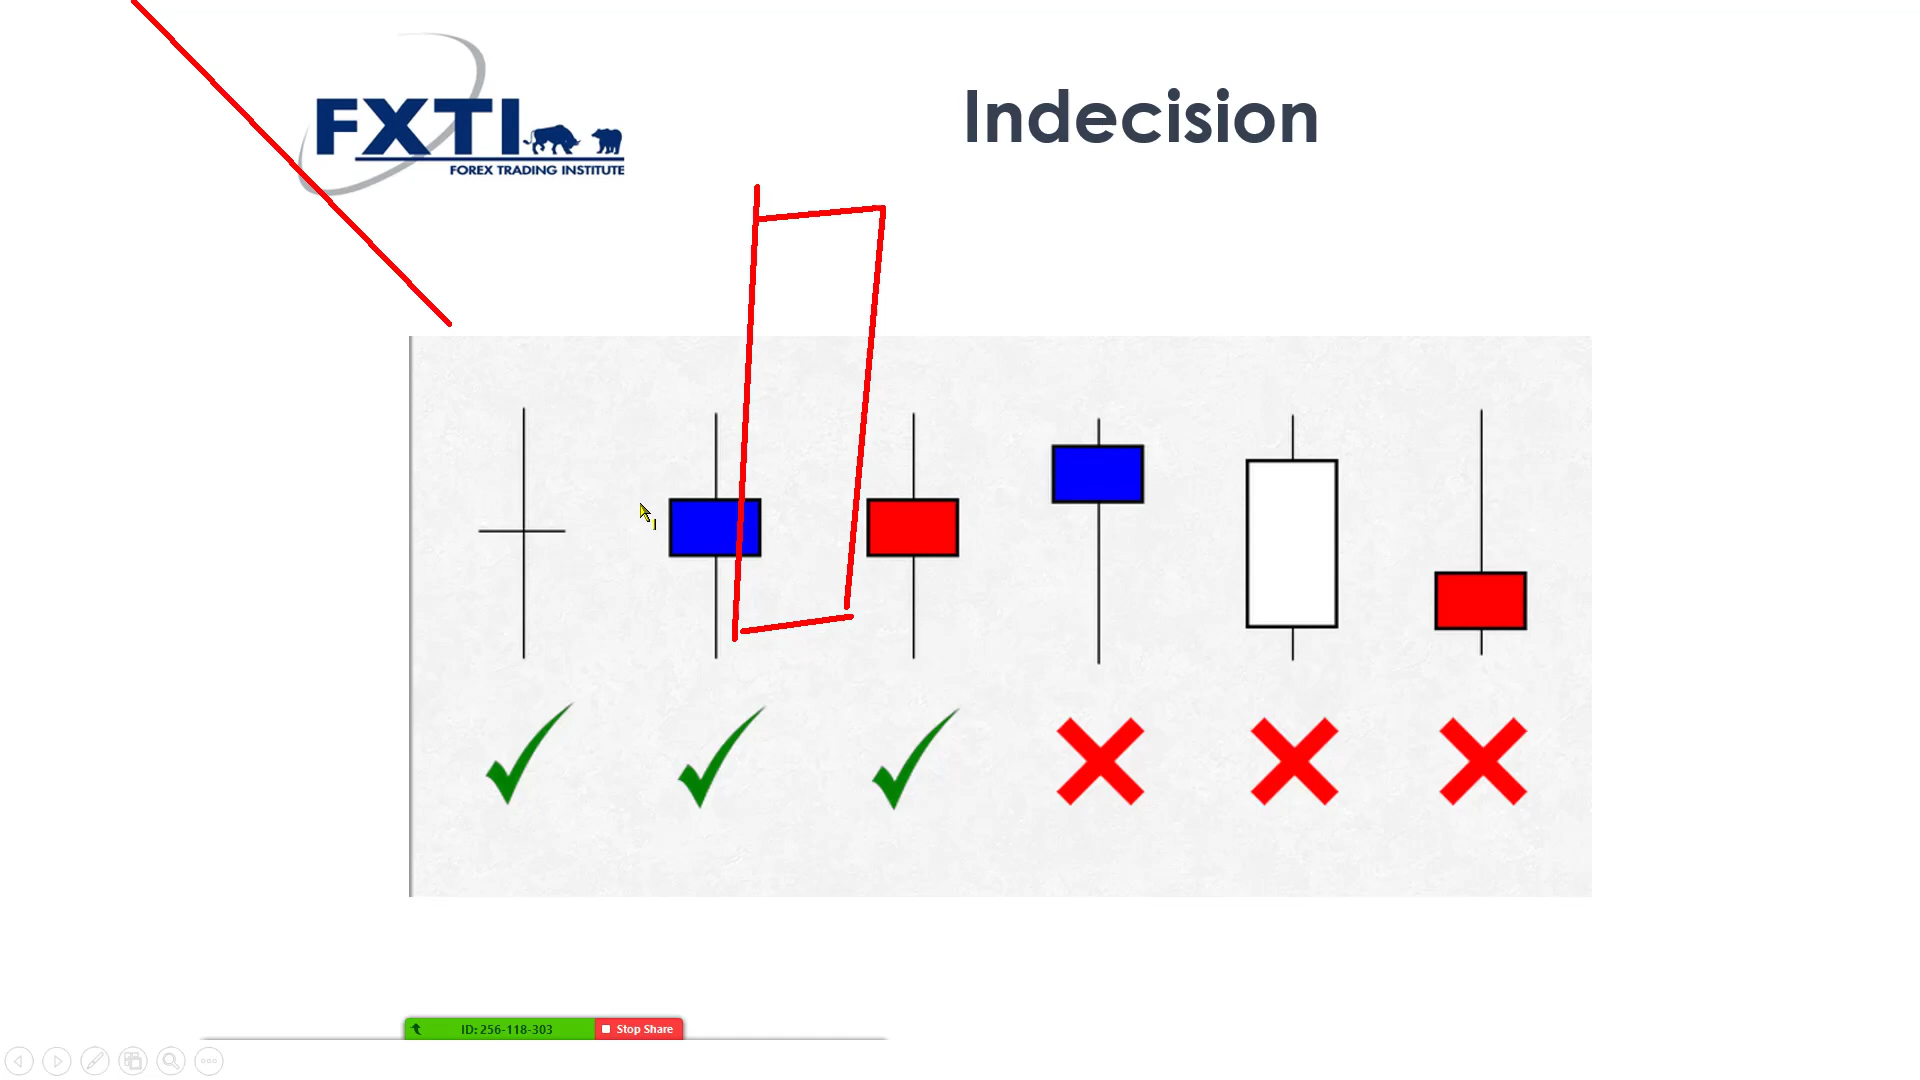 FXTI
FOREX TRADING INSTITUTE
Indecision
ID: 256-118-303
Stop Share